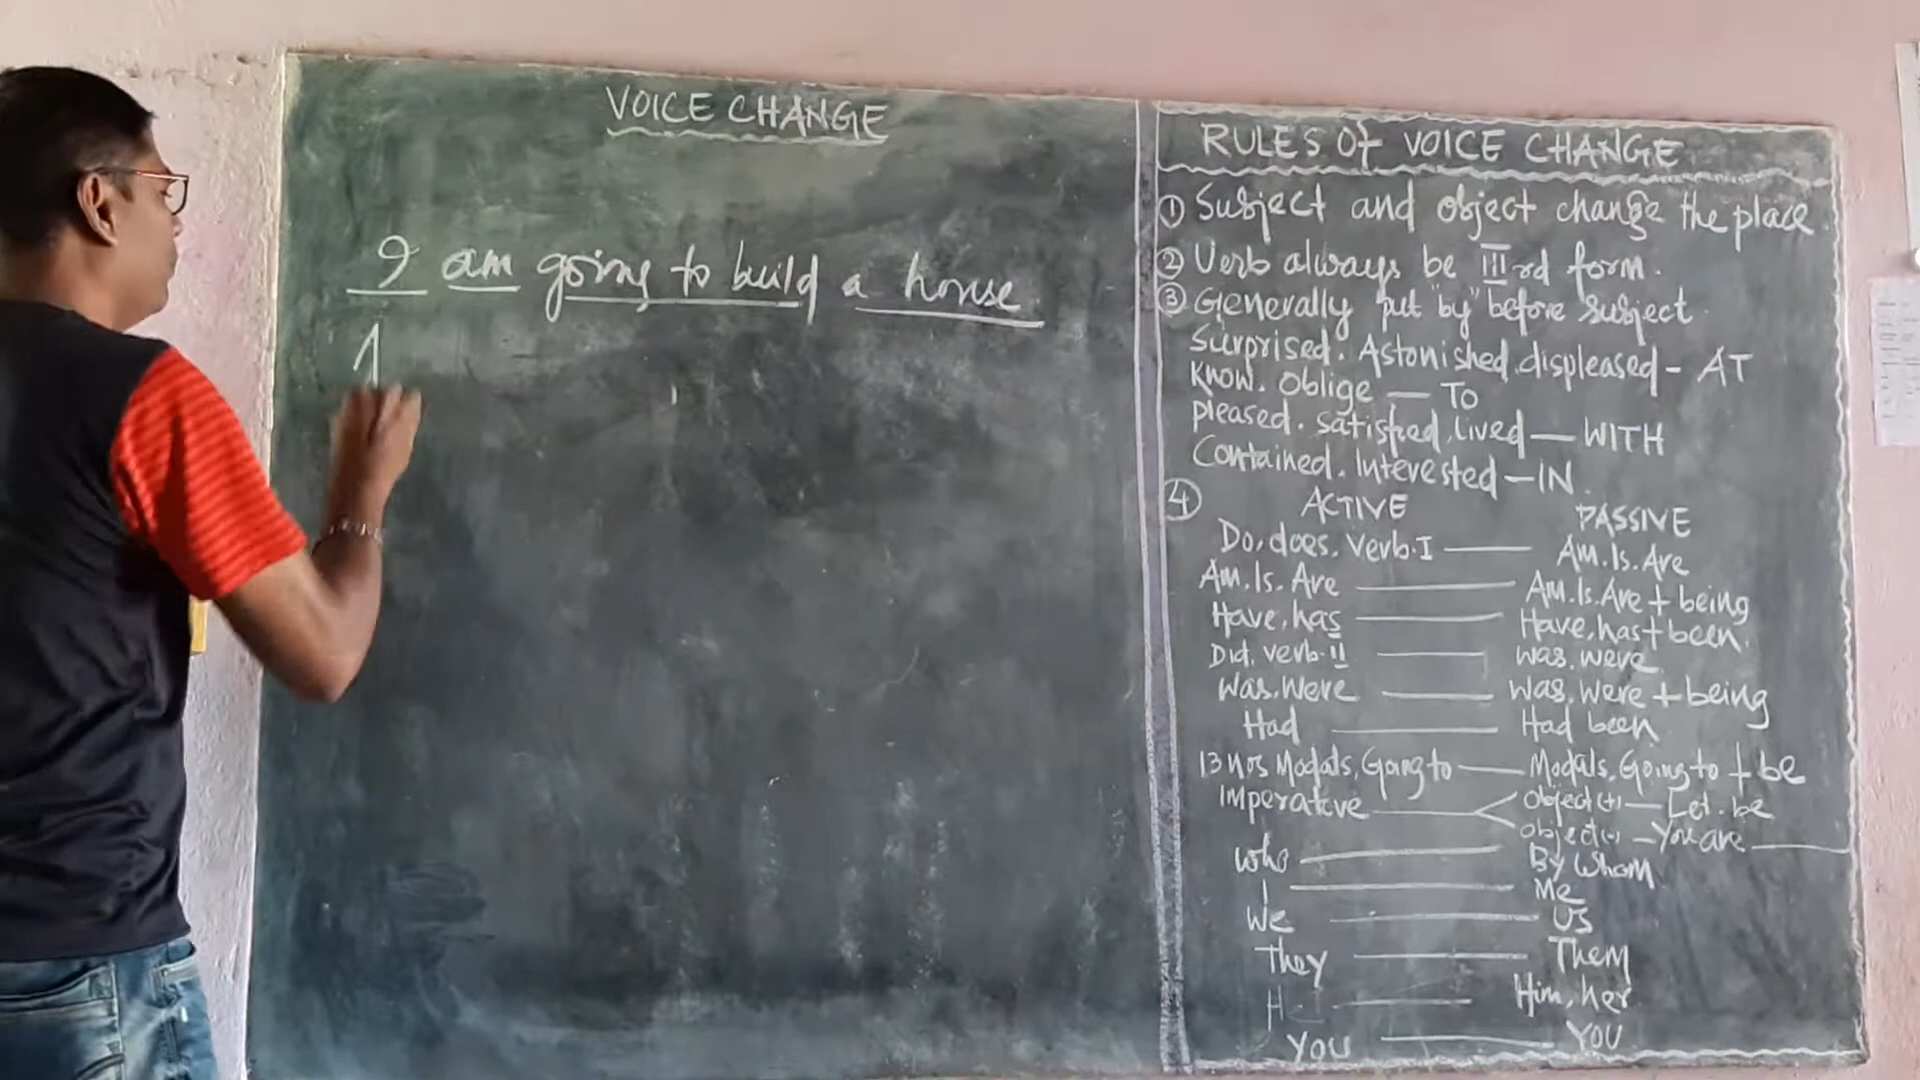 VOICE CHANGE
I am going to build a house
A
RULES OF VOICE CHANGE
① Subject and object change the place.
② Verb always be IIIrd form.
③ Generally put "by" before subject.
Surprised. Astonished, displeased - AT
Know. Oblige — To
Pleased. Satisfied, Lived — WITH
Contained. Interested - IN.
④ ACTIVE PASSIVE
Do, does, Verb-I — Am. Is. Are
Am. Is. Are — Am. Is. Are + being
Have, has — Have, has + been.
Did, verb-II — Was. were
Was. Were — Was, were + being
Had — Had been
13 nos Modals, Going to — Modals, Going to + be
Imperative — Object (+) — Let. be
Object (-) — You are
Who — By Whom
I — Me
We — Us
They — Them
He — Him, her
YOU — YOU